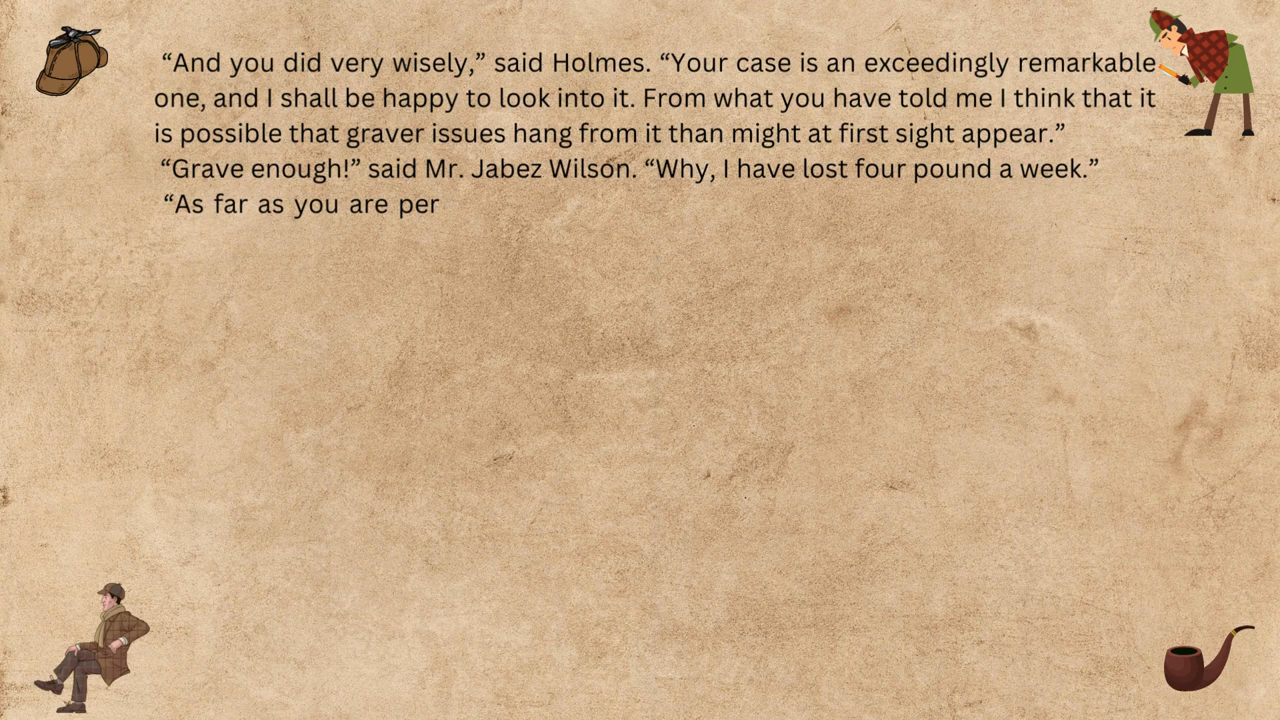 “And you did very wisely,” said Holmes. “Your case is an exceedingly remarkable
one, and I shall be happy to look into it. From what you have told me I think that it
is possible that graver issues hang from it than might at first sight appear.”
“Grave enough!” said Mr. Jabez Wilson. “Why, I have lost four pound a week.”
“As far as you are per